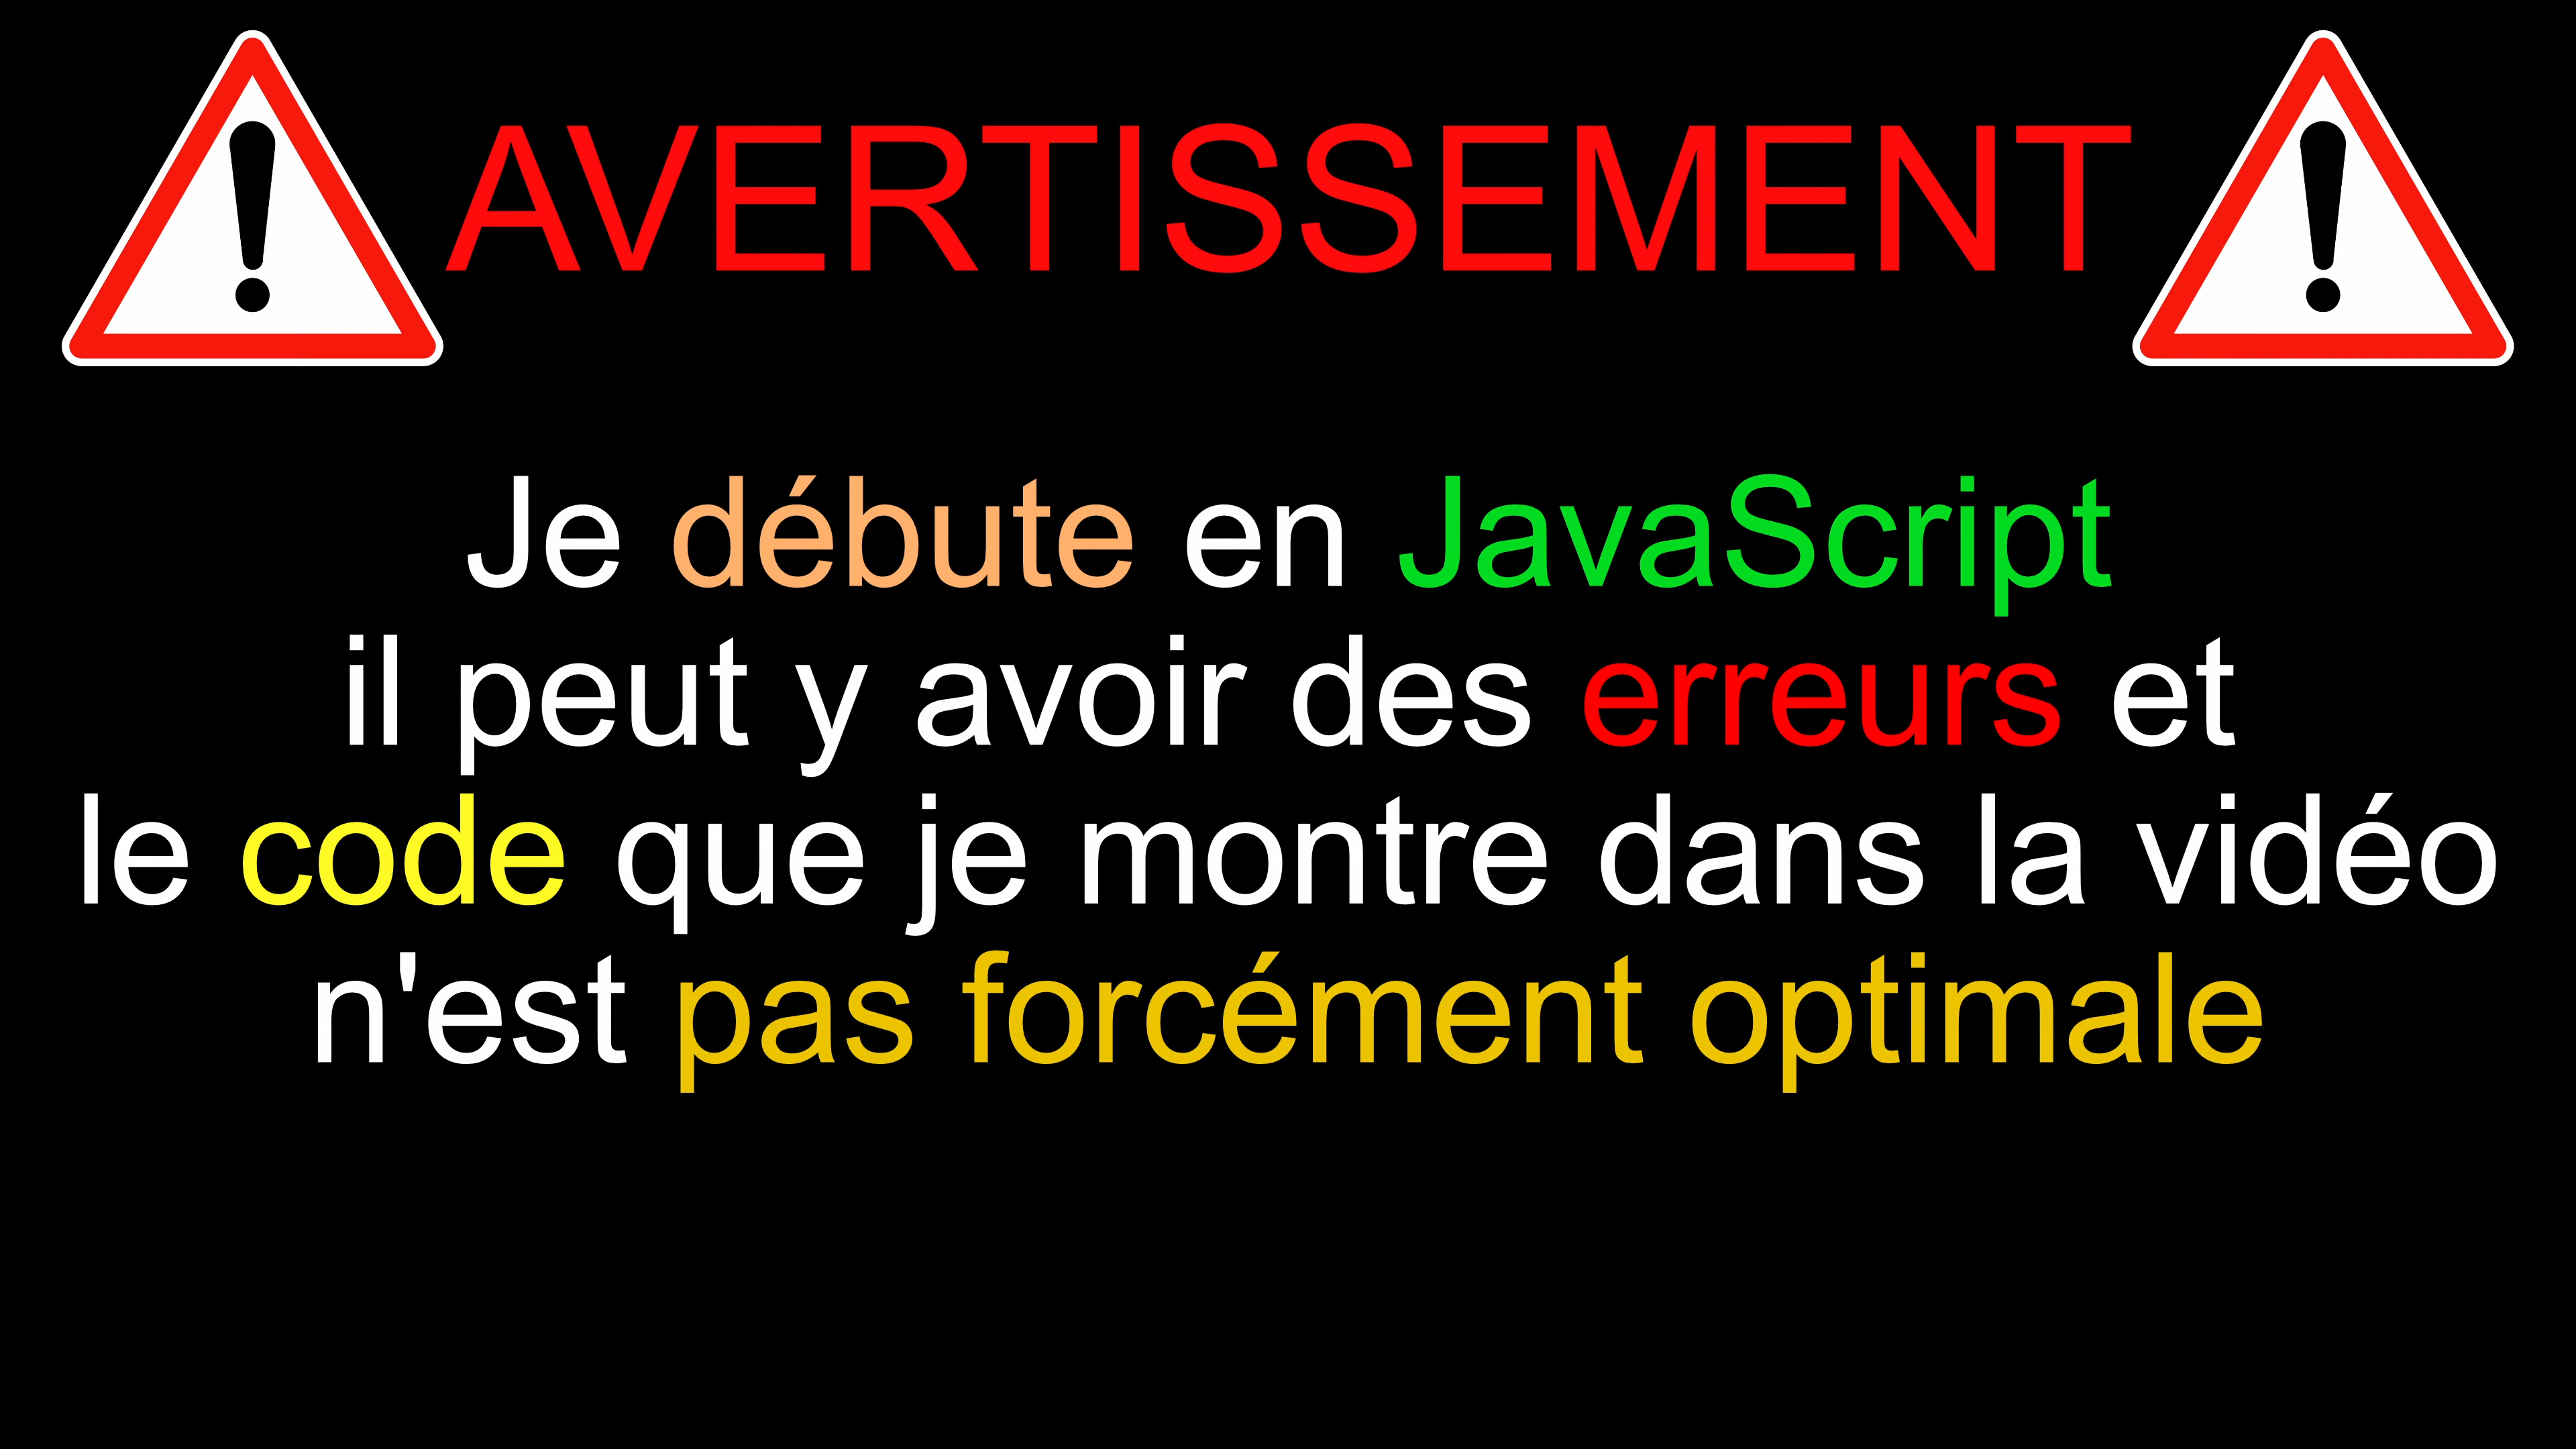 AVERTISSEMENT
Je débute en JavaScript
il peut y avoir des erreurs et
le code que je montre dans la vidéo
n'est pas forcément optimale